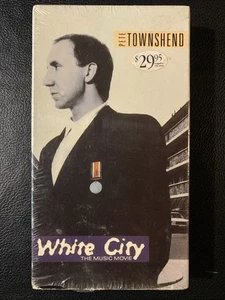 PETE TOWNSHEND
$29.95
White City
THE MUSIC MOVIE